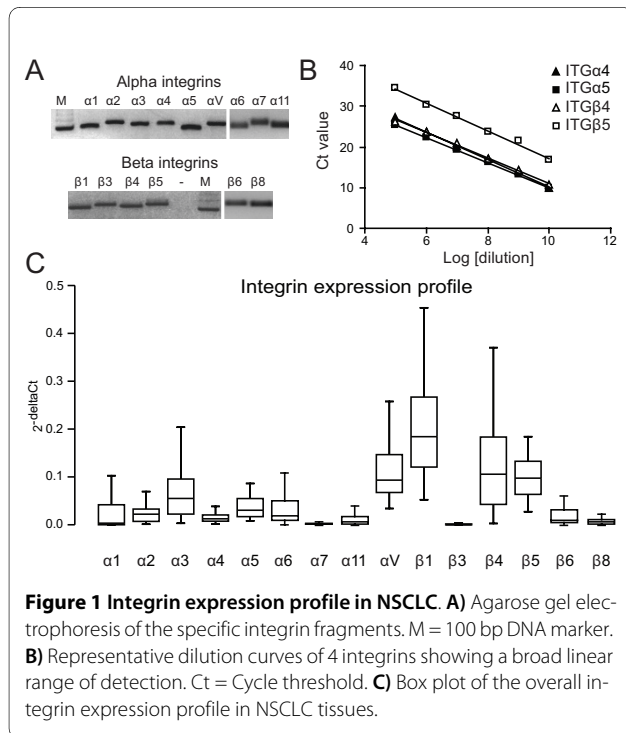 A
Alpha integrins
M α1 α2 α3 α4 α5 αV α6 α7 α11
Beta integrins
β1 β3 β4 β5 - M β6 β8
B
ITGα4
ITGα5
ITGβ4
ITGβ5
Ct value
40
30
20
10
0
4 6 8 10 12
Log [dilution]
C
Integrin expression profile
2-deltaCt
0.5
0.4
0.3
0.2
0.1
0.0
α1 α2 α3 α4 α5 α6 α7 α11 αV β1 β3 β4 β5 β6 β8
Figure 1 Integrin expression profile in NSCLC. A) Agarose gel elec-
trophoresis of the specific integrin fragments. M = 100 bp DNA marker.
B) Representative dilution curves of 4 integrins showing a broad linear
range of detection. Ct = Cycle threshold. C) Box plot of the overall in-
tegrin expression profile in NSCLC tissues.